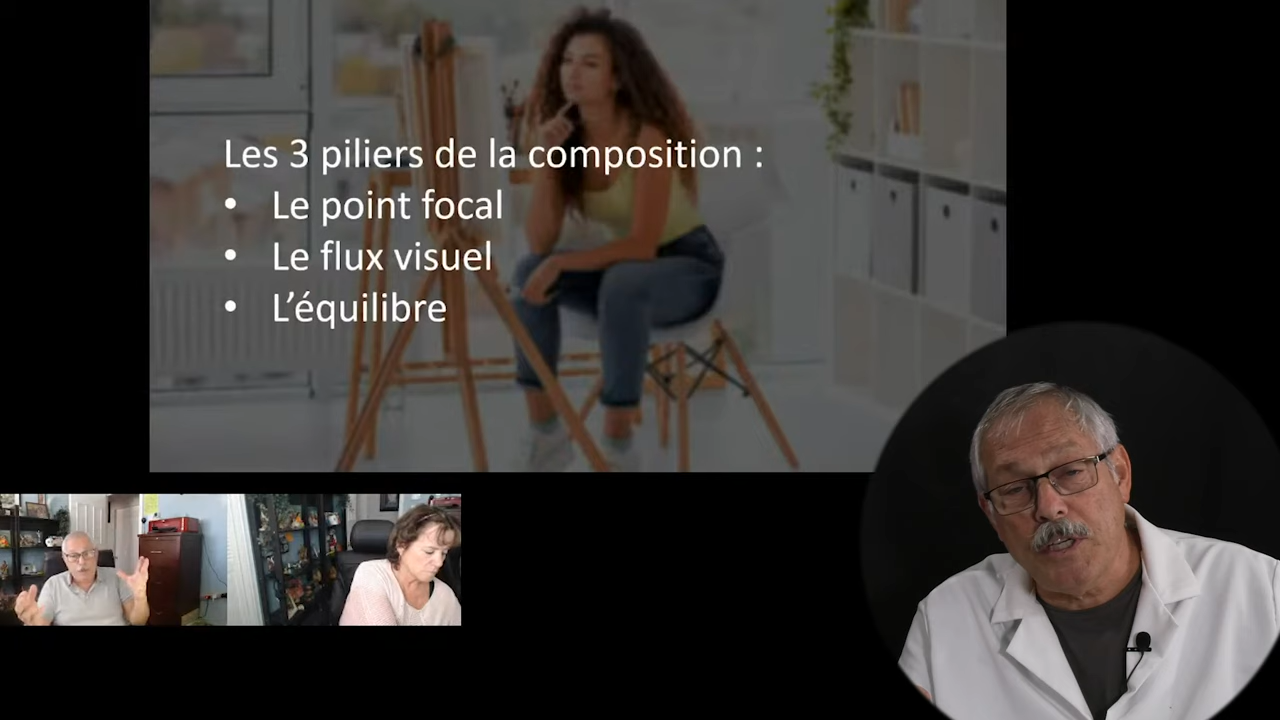 Les 3 piliers de la composition :
• Le point focal
• Le flux visuel
• L’équilibre